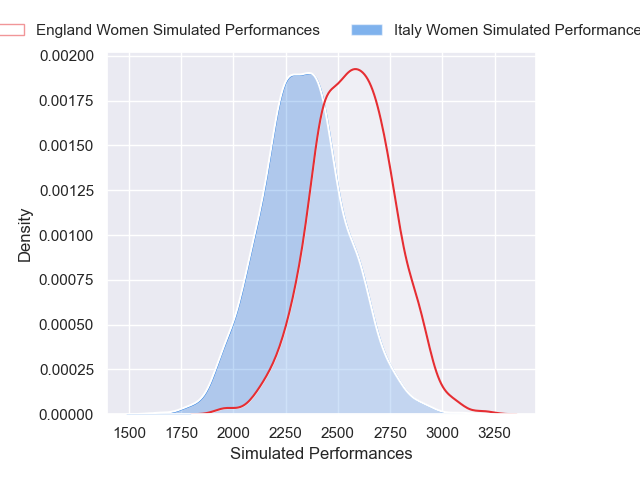 England Women Simulated Performances Italy Women Simulated Performance
0.00200
0.00175
0.00150
0.00125
0.00100
0.00075
0.00050
0.00025
0.00000
Density
1500 1750 2000 2250 2500 2750 3000 3250
Simulated Performances